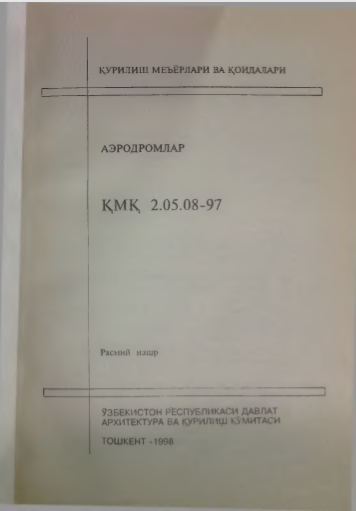 ҚУРИЛИШ МЕЪЁРЛАРИ ВА ҚОИДАЛАРИ
АЭРОДРОМЛАР
ҚМҚ 2.05.08-97
Расмий нашр
ЎЗБЕКИСТОН РЕСПУБЛИКАСИ ДАВЛАТ
АРХИТЕКТУРА ВА ҚУРИЛИШ ҚЎМИТАСИ
ТОШКЕНТ -1998